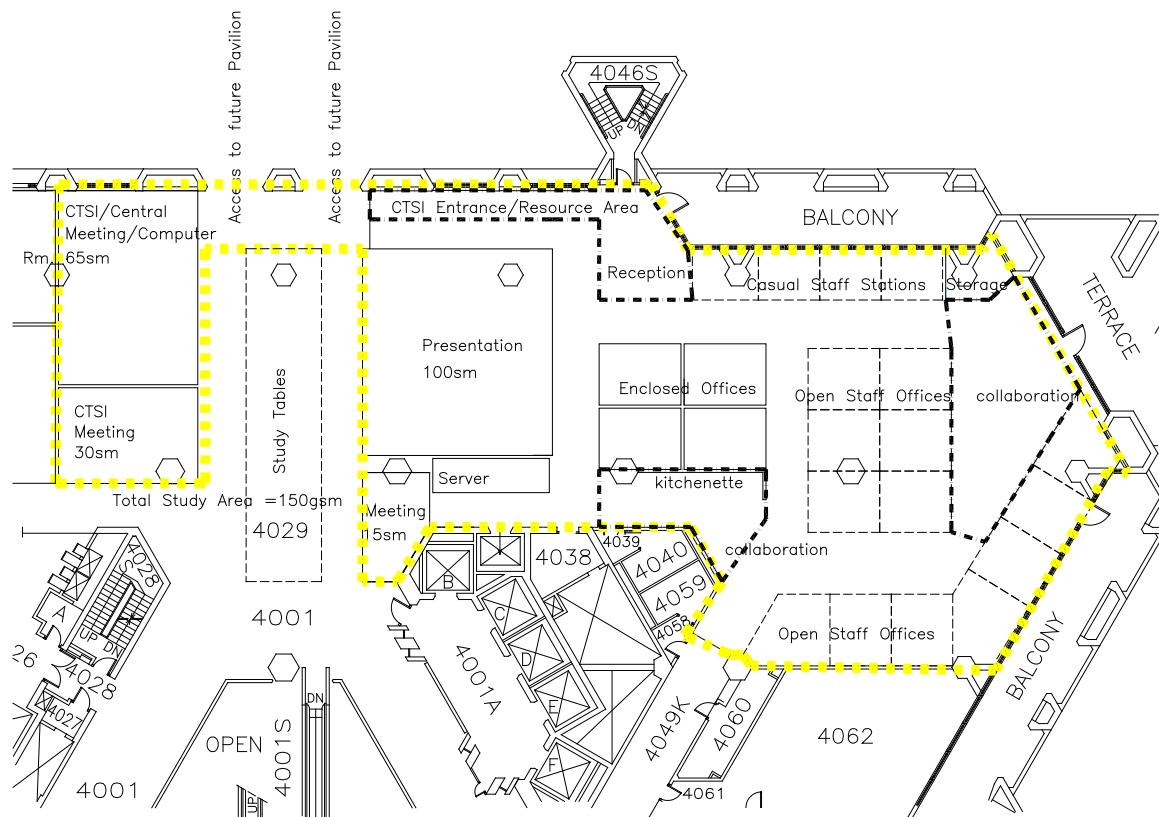 Access to future Pavilion
Access to future Pavilion
4046S
UP
DN
CTSI/Central
Meeting/Computer
Rm. 65sm
CTSI Entrance/Resource Area
BALCONY
Reception
Casual Staff Stations
Storage
TERRACE
Presentation
100sm
Enclosed Offices
Open Staff Offices
collaboration
CTSI
Meeting
30sm
Study Tables
Server
kitchenette
Total Study Area =150gsm
Meeting
15sm
4029
4038
4039
4040
collaboration
4059
4058
B
C
D
E
F
4028
S
A
UP
DN
4001
4001A
Open Staff Offices
BALCONY
26
4028
4027
DN
OPEN
4001S
4049K
4060
4062
4001
UP
4061